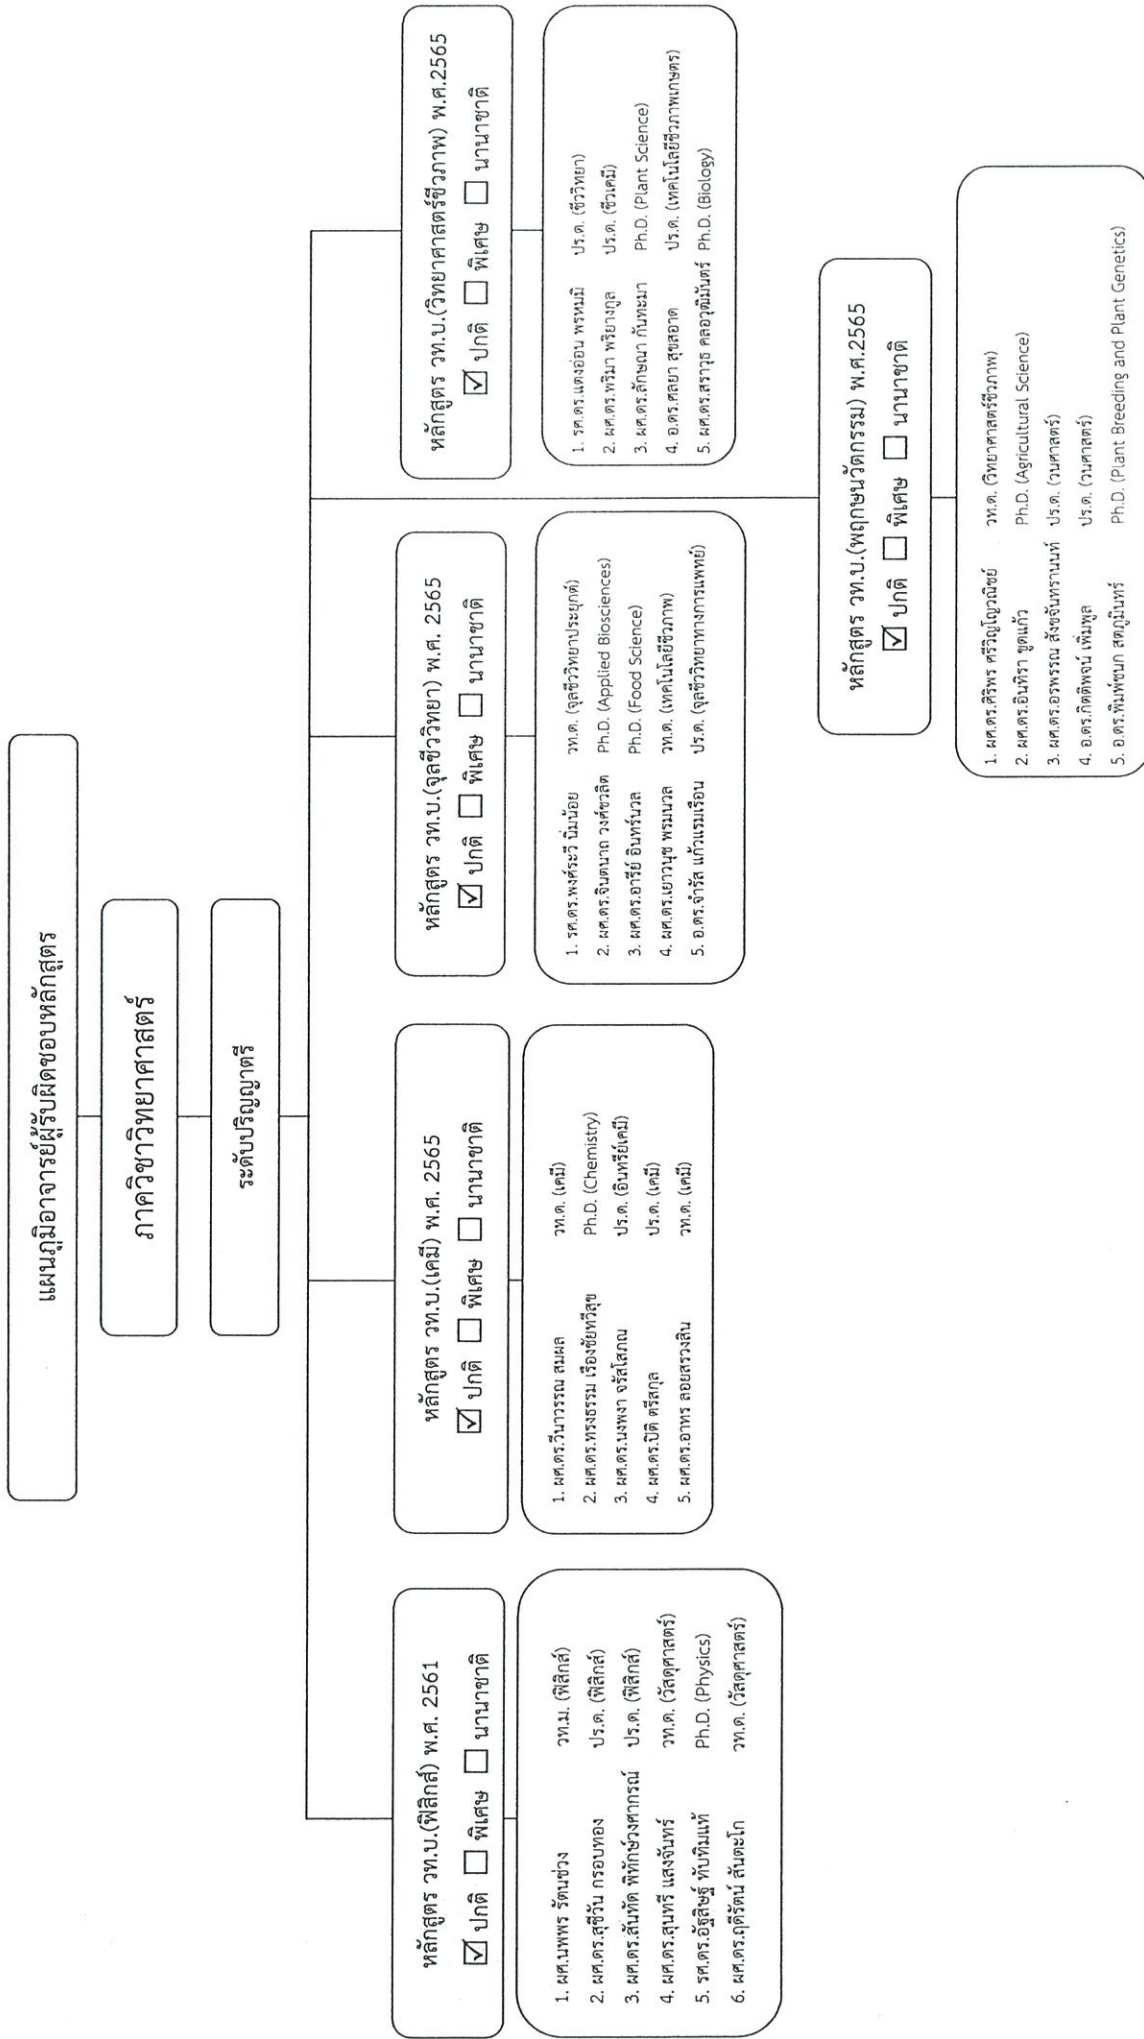 แผนภูมิอาจารย์ผู้รับผิดชอบหลักสูตร
ภาควิชาวิทยาศาสตร์
ระดับปริญญาตรี
หลักสูตร วท.บ.(ฟิสิกส์) พ.ศ. 2561
☑ ปกติ ☐ พิเศษ ☐ นานาชาติ
1. ผศ.นพพร รัตนช่วง วท.ม. (ฟิสิกส์)
2. ผศ.ดร.สุชีวัน กรอบทอง ปร.ด. (ฟิสิกส์)
3. ผศ.ดร.สันทัด พิทักษ์วงศาภรณ์ ปร.ด. (ฟิสิกส์)
4. ผศ.ดร.สุนทรี แสงจันทร์ วท.ด. (วัสดุศาสตร์)
5. รศ.ดร.อัฐสิษฐ์ ทับทิมแท้ Ph.D. (Physics)
6. ผศ.ดร.ฤดีรัตน์ สันตะโก วท.ด. (วัสดุศาสตร์)
หลักสูตร วท.บ.(เคมี) พ.ศ. 2565
☑ ปกติ ☐ พิเศษ ☐ นานาชาติ
1. ผศ.ดร.วีนาวรรณ สมผล วท.ด. (เคมี)
2. ผศ.ดร.ทรงธรรม เรืองชัยทวีสุข Ph.D. (Chemistry)
3. ผศ.ดร.นงพงา จรัสโสภณ ปร.ด. (อินทรีย์เคมี)
4. ผศ.ดร.ปิติ ตรีสกุล ปร.ด. (เคมี)
5. ผศ.ดร.อาทร ลอยสรวงสิน วท.ด. (เคมี)
หลักสูตร วท.บ.(จุลชีววิทยา) พ.ศ. 2565
☑ ปกติ ☐ พิเศษ ☐ นานาชาติ
1. รศ.ดร.พงศ์ระวี นิ่มน้อย วท.ด. (จุลชีววิทยาประยุกต์)
2. ผศ.ดร.จินตนาถ วงศ์ชวลิต Ph.D. (Applied Biosciences)
3. ผศ.ดร.อารีย์ อินทร์นวล Ph.D. (Food Science)
4. ผศ.ดร.เยาวนุช พรมนวล วท.ด. (เทคโนโลยีชีวภาพ)
5. อ.ดร.จำรัส แก้วแรมเรือน ปร.ด. (จุลชีววิทยาทางการแพทย์)
หลักสูตร วท.บ.(วิทยาศาสตร์ชีวภาพ) พ.ศ.2565
☑ ปกติ ☐ พิเศษ ☐ นานาชาติ
1. รศ.ดร.แตงอ่อน พรหมมิ ปร.ด. (ชีววิทยา)
2. ผศ.ดร.พริมา พริยางกูล ปร.ด. (ชีวเคมี)
3. ผศ.ดร.ลักษณา กันทะมา Ph.D. (Plant Science)
4. อ.ดร.ศลยา สุขสอาด ปร.ด. (เทคโนโลยีชีวภาพเกษตร)
5. ผศ.ดร.สราวุธ คลอวุฒิมันตร์ Ph.D. (Biology)
หลักสูตร วท.บ.(พฤกษนวัตกรรม) พ.ศ.2565
☑ ปกติ ☐ พิเศษ ☐ นานาชาติ
1. ผศ.ดร.ศิริพร ศรีวิญโญวณิชย์ วท.ด. (วิทยาศาสตร์ชีวภาพ)
2. ผศ.ดร.อินทิรา ขูดแก้ว Ph.D. (Agricultural Science)
3. ผศ.ดร.อรพรรณ สังขจันทรานนท์ ปร.ด. (วนศาสตร์)
4. อ.ดร.กิตติพจน์ เพิ่มพูล ปร.ด. (วนศาสตร์)
5. อ.ดร.พิมพ์ชนก สตภูมินทร์ Ph.D. (Plant Breeding and Plant Genetics)